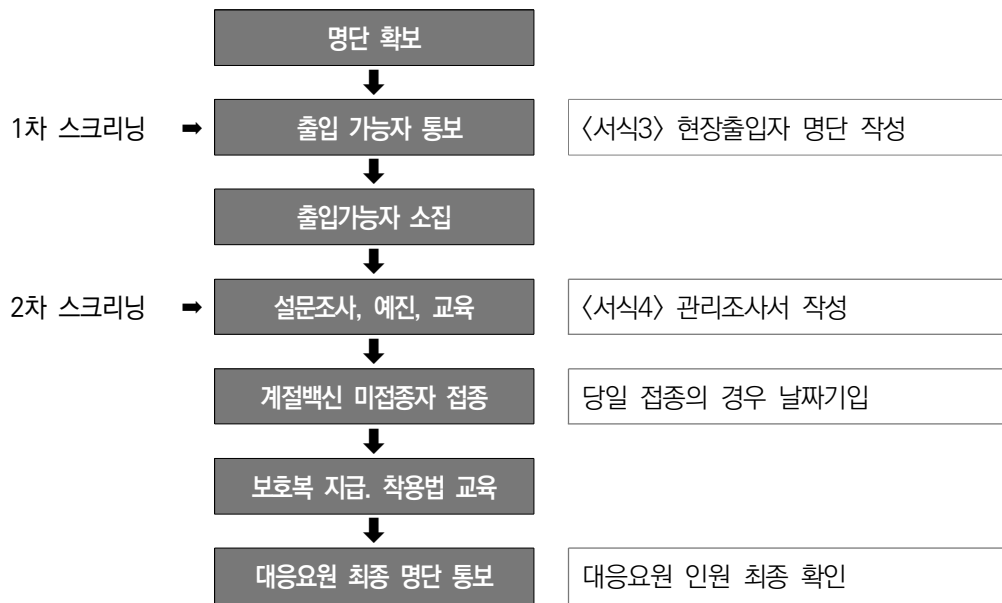 명단 확보
1차 스크리닝 ➡ 출입 가능자 통보 〈서식3〉 현장출입자 명단 작성
출입가능자 소집
2차 스크리닝 ➡ 설문조사, 예진, 교육 〈서식4〉 관리조사서 작성
계절백신 미접종자 접종 당일 접종의 경우 날짜기입
보호복 지급. 착용법 교육
대응요원 최종 명단 통보 대응요원 인원 최종 확인